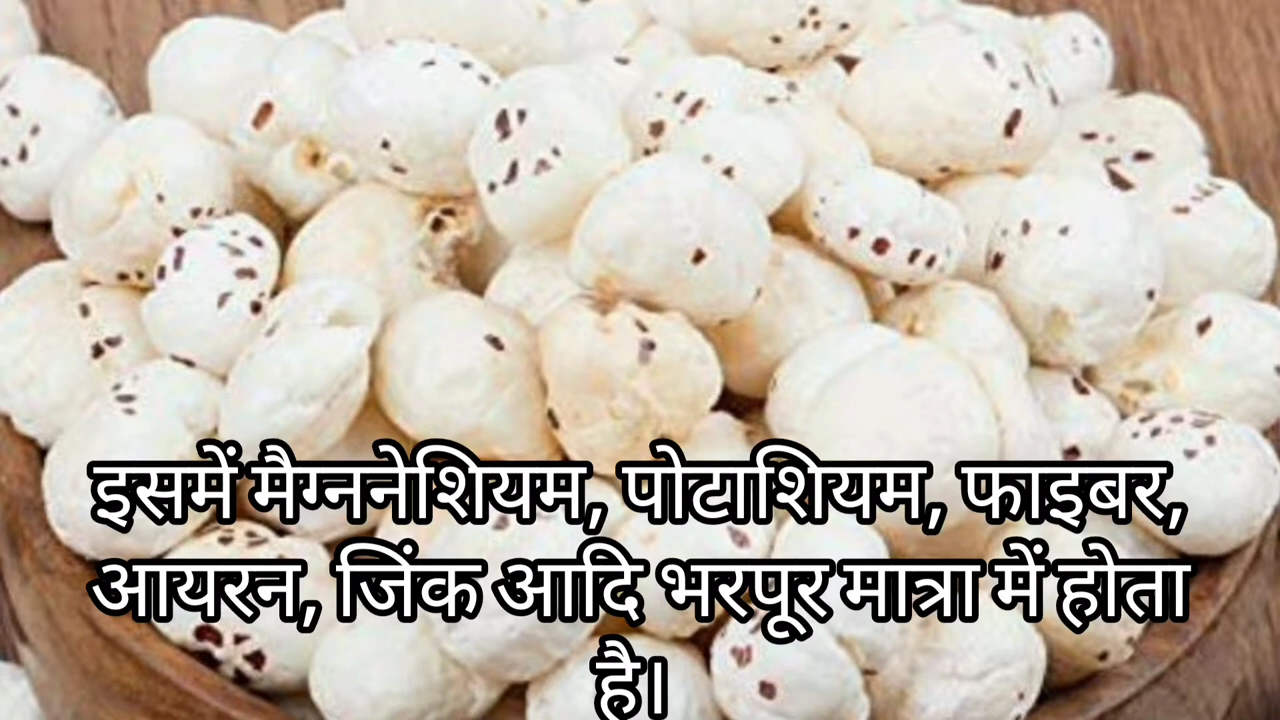 इसमें मैग्ननेशियम, पोटाशियम, फाइबर,
आयरन, जिंक आदि भरपूर मात्रा में होता
है।